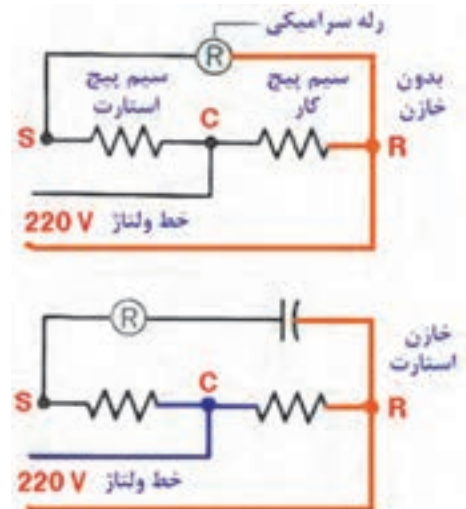 رله سرامیکی
R
سیم پیچ استارت
سیم پیچ کار
بدون خازن
S
C
R
220 V خط ولتاژ
R
خازن استارت
S
C
R
220 V خط ولتاژ